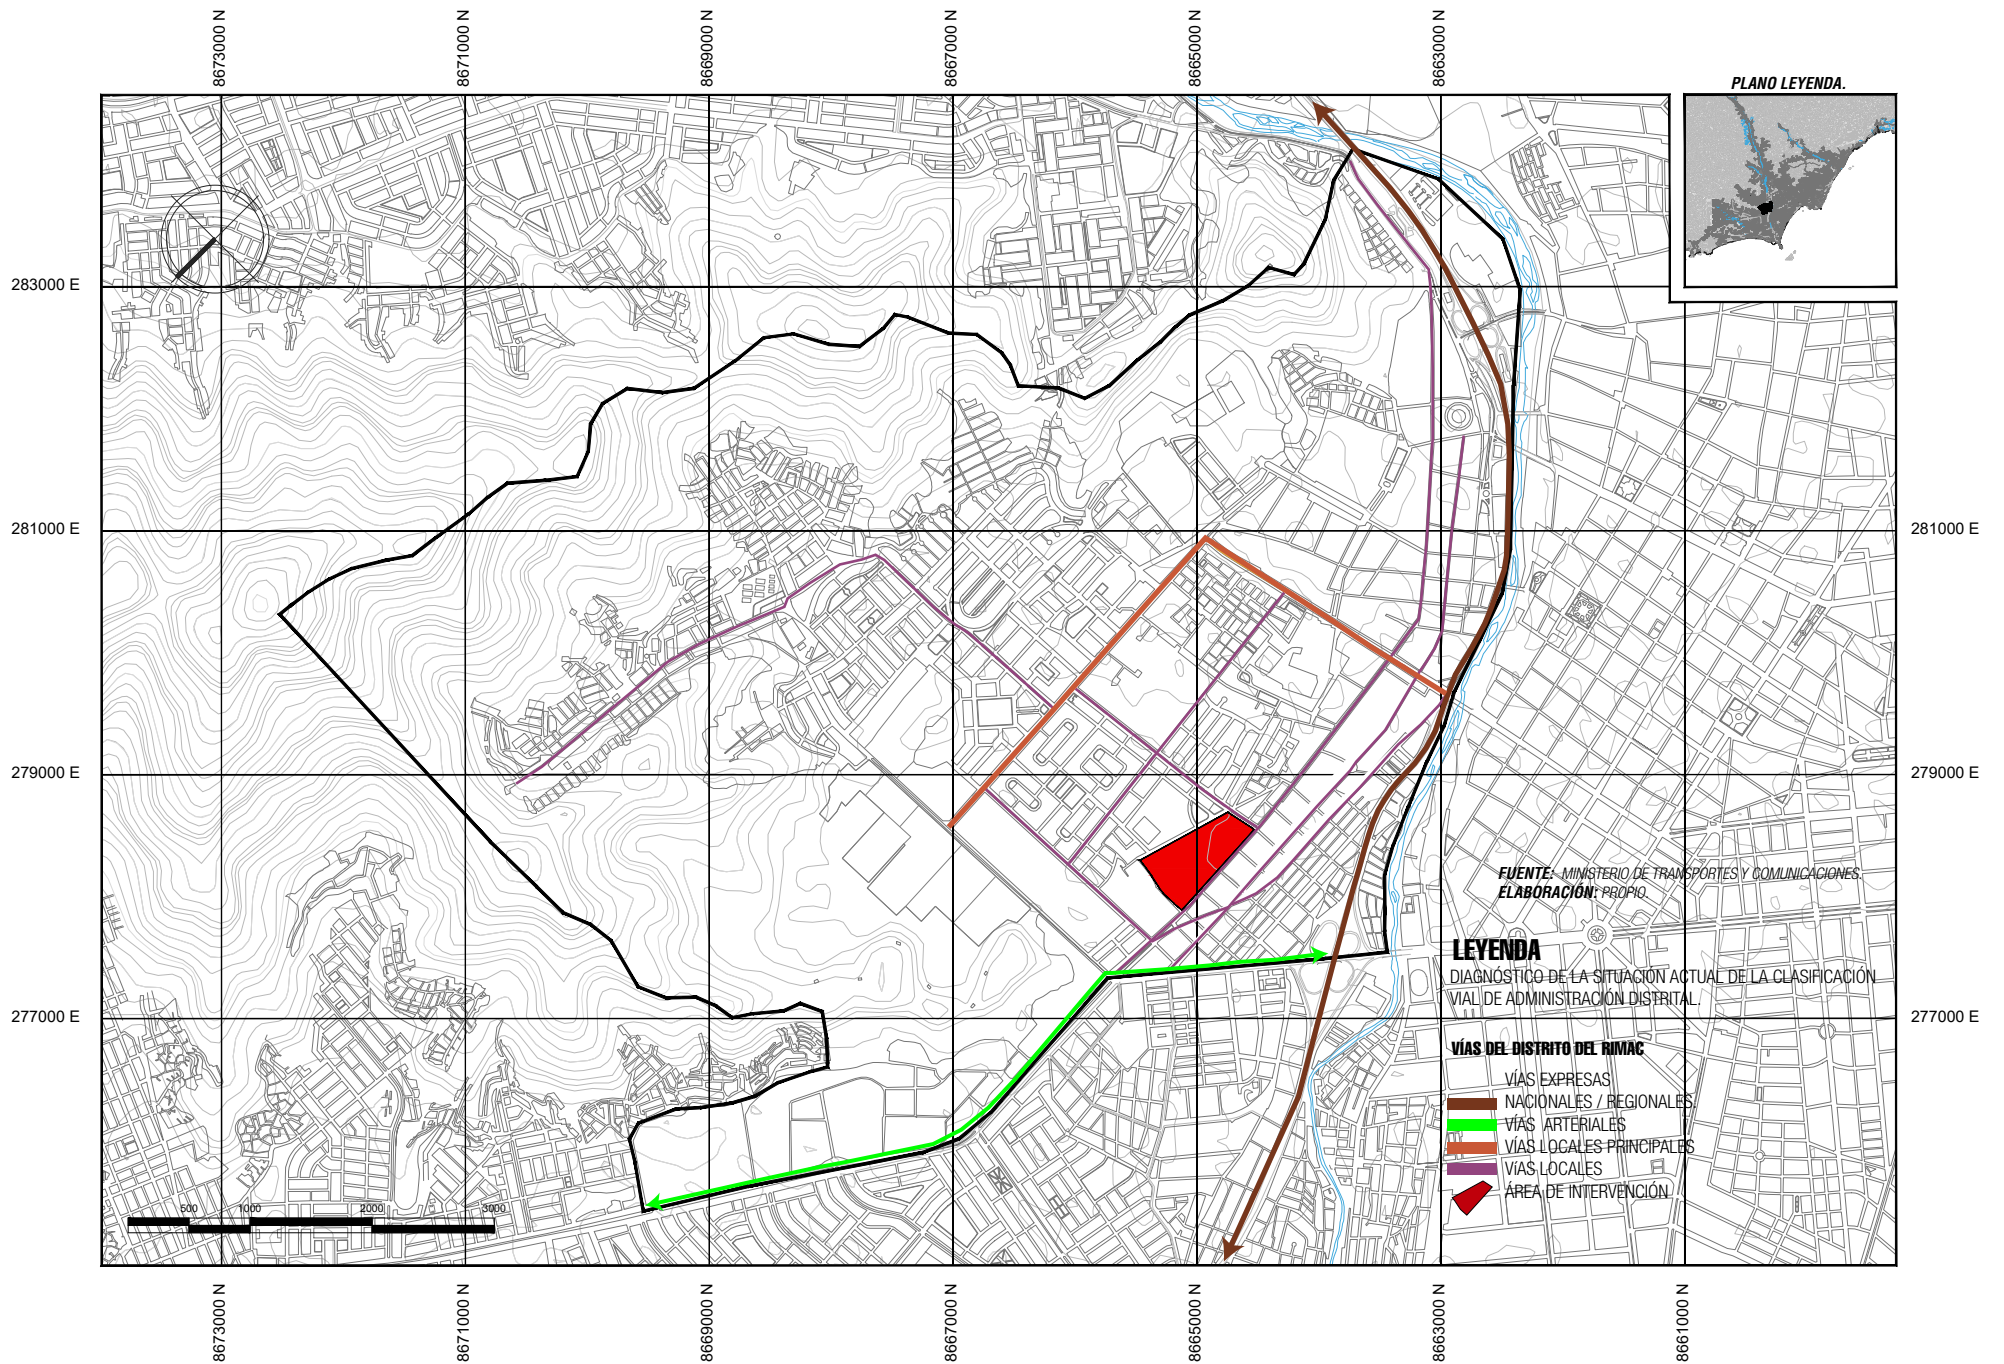 8673000 N
8671000 N
8669000 N
8667000 N
8665000 N
8663000 N
PLANO LEYENDA.
283000 E
281000 E
281000 E
279000 E
279000 E
FUENTE: MINISTERIO DE TRANSPORTES Y COMUNICACIONES.
ELABORACIÓN: PROPIO.
LEYENDA
DIAGNÓSTICO DE LA SITUACIÓN ACTUAL DE LA CLASIFICACIÓN
VIAL DE ADMINISTRACIÓN DISTRITAL.
277000 E
277000 E
VÍAS DEL DISTRITO DEL RIMAC
VÍAS EXPRESAS
NACIONALES / REGIONALES.
VÍAS ARTERIALES
VÍAS LOCALES PRINCIPALES
VíAS LOCALES
ÁREA DE INTERVENCIÓN
500 1000 2000 3000
8673000 N
8671000 N
8669000 N
8667000 N
8665000 N
8663000 N
8661000 N